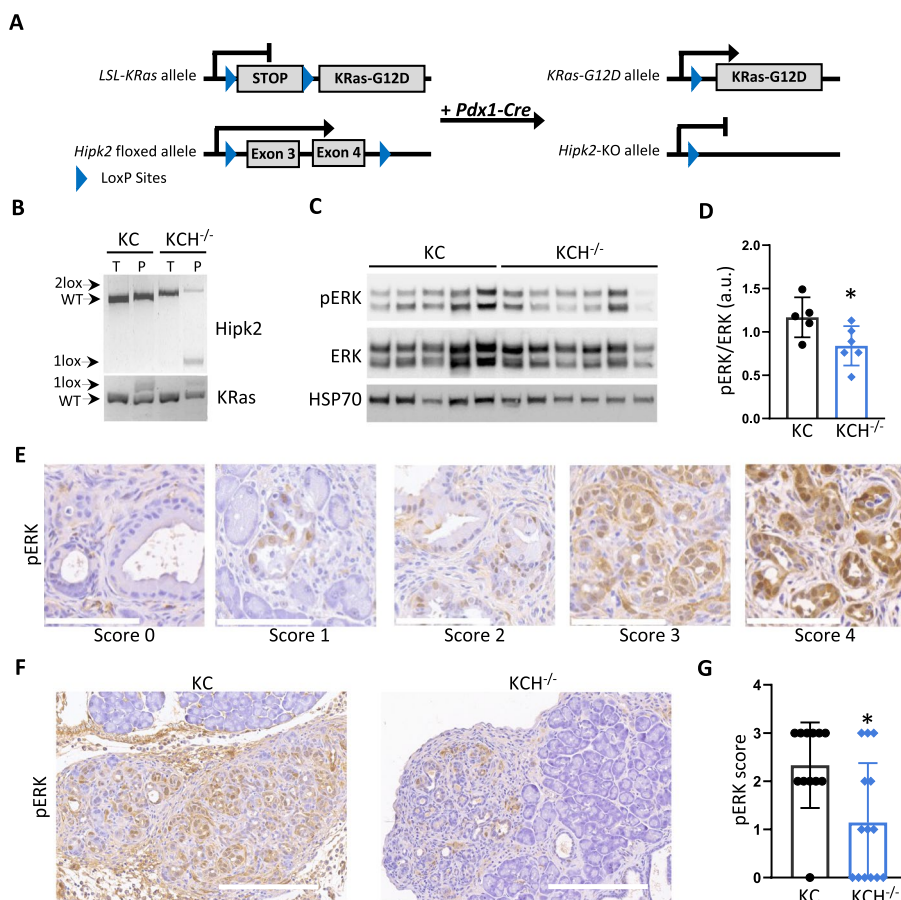 A
LSL-KRas allele
STOP
KRas-G12D
KRas-G12D allele
KRas-G12D
+ Pdx1-Cre
Hipk2 floxed allele
Exon 3
Exon 4
Hipk2-KO allele
LoxP Sites
B
KC
KCH-/-
T
P
T
P
2lox
WT
Hipk2
1lox
1lox
WT
KRas
C
KC
KCH-/-
pERK
ERK
HSP70
D
2.0
1.5
1.0
0.5
0.0
pERK/ERK (a.u.)
*
KC
KCH-/-
E
pERK
Score 0
Score 1
Score 2
Score 3
Score 4
F
KC
KCH-/-
pERK
G
4
3
2
1
0
pERK score
*
KC
KCH-/-